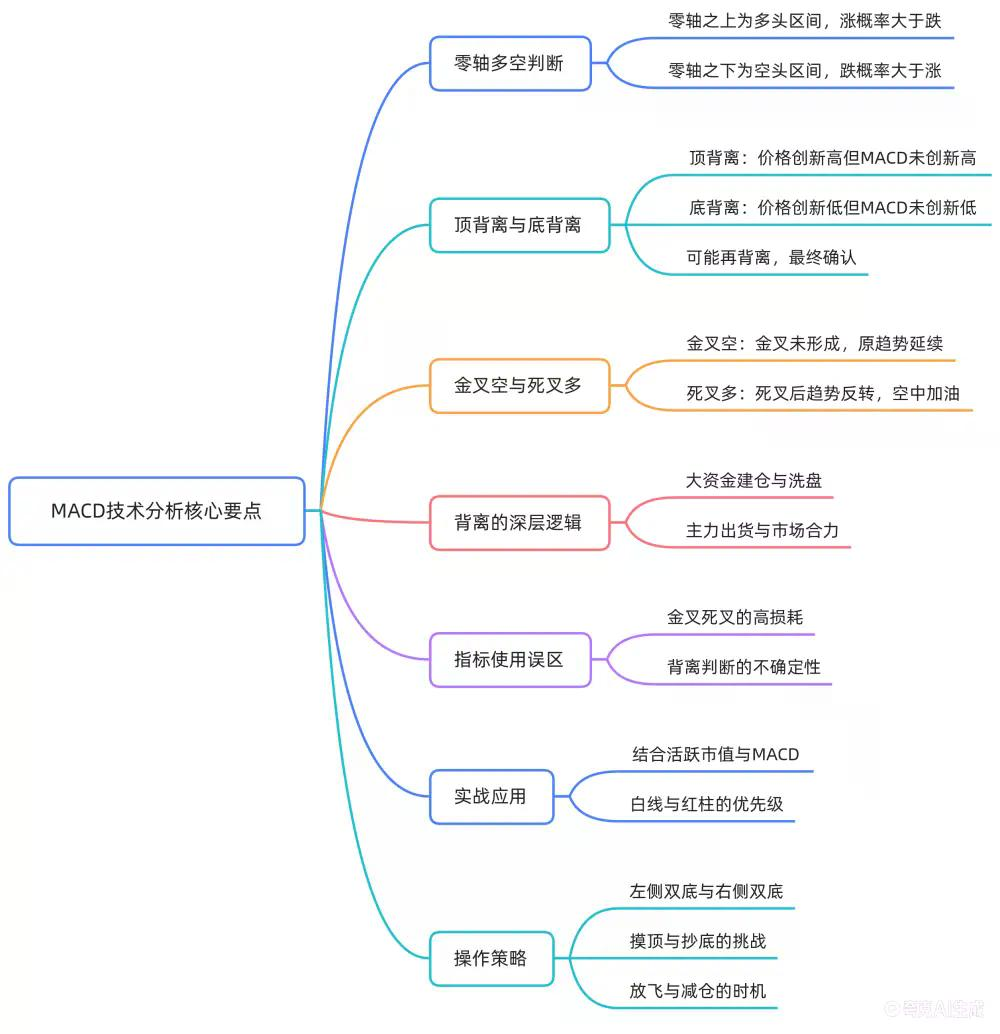 MACD技术分析核心要点
零轴多空判断
零轴之上为多头区间，涨概率大于跌
零轴之下为空头区间，跌概率大于涨
顶背离与底背离
顶背离：价格创新高但MACD未创新高
底背离：价格创新低但MACD未创新低
可能再背离，最终确认
金叉空与死叉多
金叉空：金叉未形成，原趋势延续
死叉多：死叉后趋势反转，空中加油
背离的深层逻辑
大资金建仓与洗盘
主力出货与市场合力
指标使用误区
金叉死叉的高损耗
背离判断的不确定性
实战应用
结合活跃市值与MACD
白线与红柱的优先级
操作策略
左侧双底与右侧双底
摸顶与抄底的挑战
放飞与减仓的时机
夸克AI生成